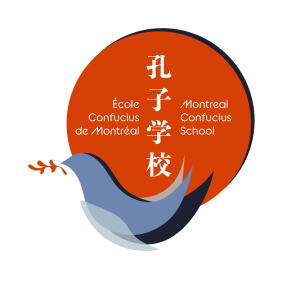 孔子学校
École
Confucius
de Montréal
Montreal
Confucius
School